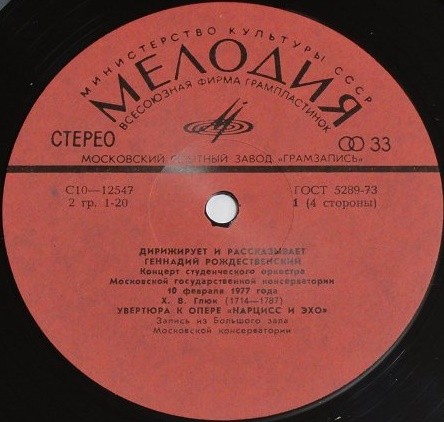 МИНИСТЕРСТВО КУЛЬТУРЫ СССР
МЕЛОДИЯ
ВСЕСОЮЗНАЯ ФИРМА ГРАМПЛАСТИНОК
СТЕРЕО
33
МОСКОВСКИЙ ОПЫТНЫЙ ЗАВОД «ГРАМЗАПИСЬ»
С10—12547
ГОСТ 5289-73
2 гр. 1-20
1 (4 стороны)
ДИРИЖИРУЕТ И РАССКАЗЫВАЕТ
ГЕННАДИЙ РОЖДЕСТВЕНСКИЙ
Концерт студенческого оркестра
Московской государственной консерватории
10 февраля 1977 года
Х. В. Глюк (1714—1787)
УВЕРТЮРА К ОПЕРЕ «НАРЦИСС И ЭХО»
Запись из Большого зала
Московской консерватории